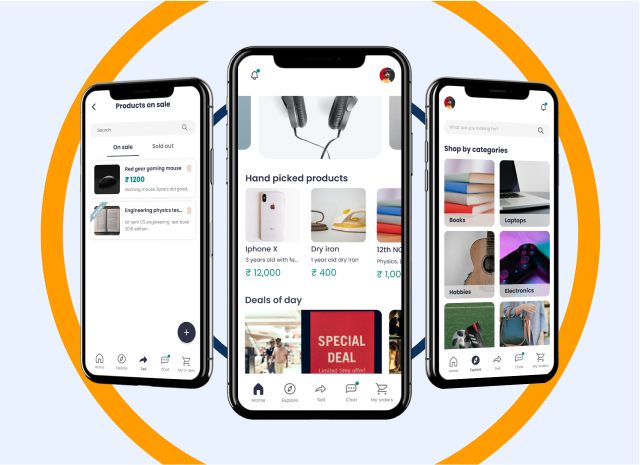 Products on sale
Search
On sale
Sold out
Red gear gaming mouse
₹ 1200
Gaming mouse 2years old good..
Engineering physics tex...
Ist sem CS engineering text book
2018 edition
Home
Explore
Sell
Chat
My orders
Hand picked products
Iphone X
3 years old with fe...
₹ 12,000
Dry iron
1 year old dry iron
₹ 400
12th NC
Physics,
₹ 1,00
Deals of day
SPECIAL
DEAL
Limited time offer!
Home
Explore
Sell
Chat
My orders
What are you looking for?
Shop by categories
Books
Laptops
Hobbies
Electronics
Home
Explore
Sell
Chat
My orders